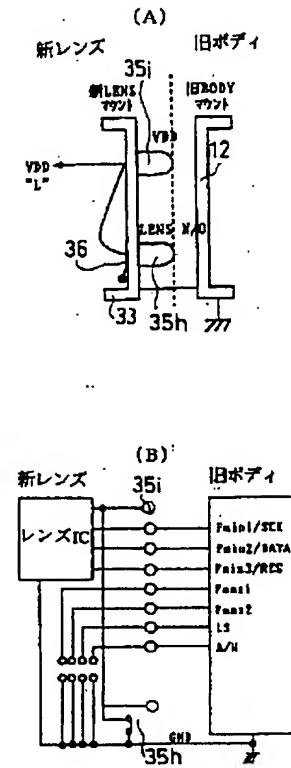 (A)
新レンズ 旧ボディ
35i
新LENS マウント
旧BODY マウント
VDD
12
VDD "L"
LENS N/O
36
35h
33
(B)
新レンズ 35i 旧ボディ
レンズIC
Fmin1/SCK
Fmin2/DATA
Fmin3/RES
Fmax1
Fmax2
LS
A/M
35h
GND